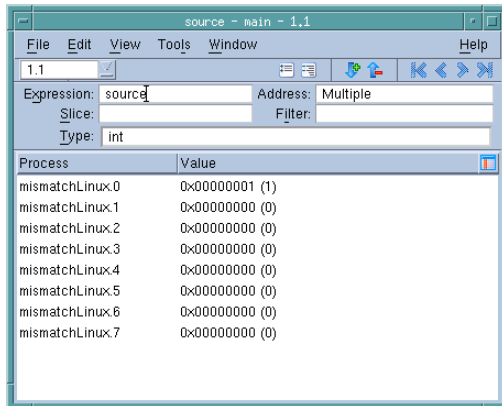 source - main - 1.1
File Edit View Tools Window Help
1.1
Expression: source Address: Multiple
Slice: Filter:
Type: int
Process Value
mismatchLinux.0 0x00000001 (1)
mismatchLinux.1 0x00000000 (0)
mismatchLinux.2 0x00000000 (0)
mismatchLinux.3 0x00000000 (0)
mismatchLinux.4 0x00000000 (0)
mismatchLinux.5 0x00000000 (0)
mismatchLinux.6 0x00000000 (0)
mismatchLinux.7 0x00000000 (0)